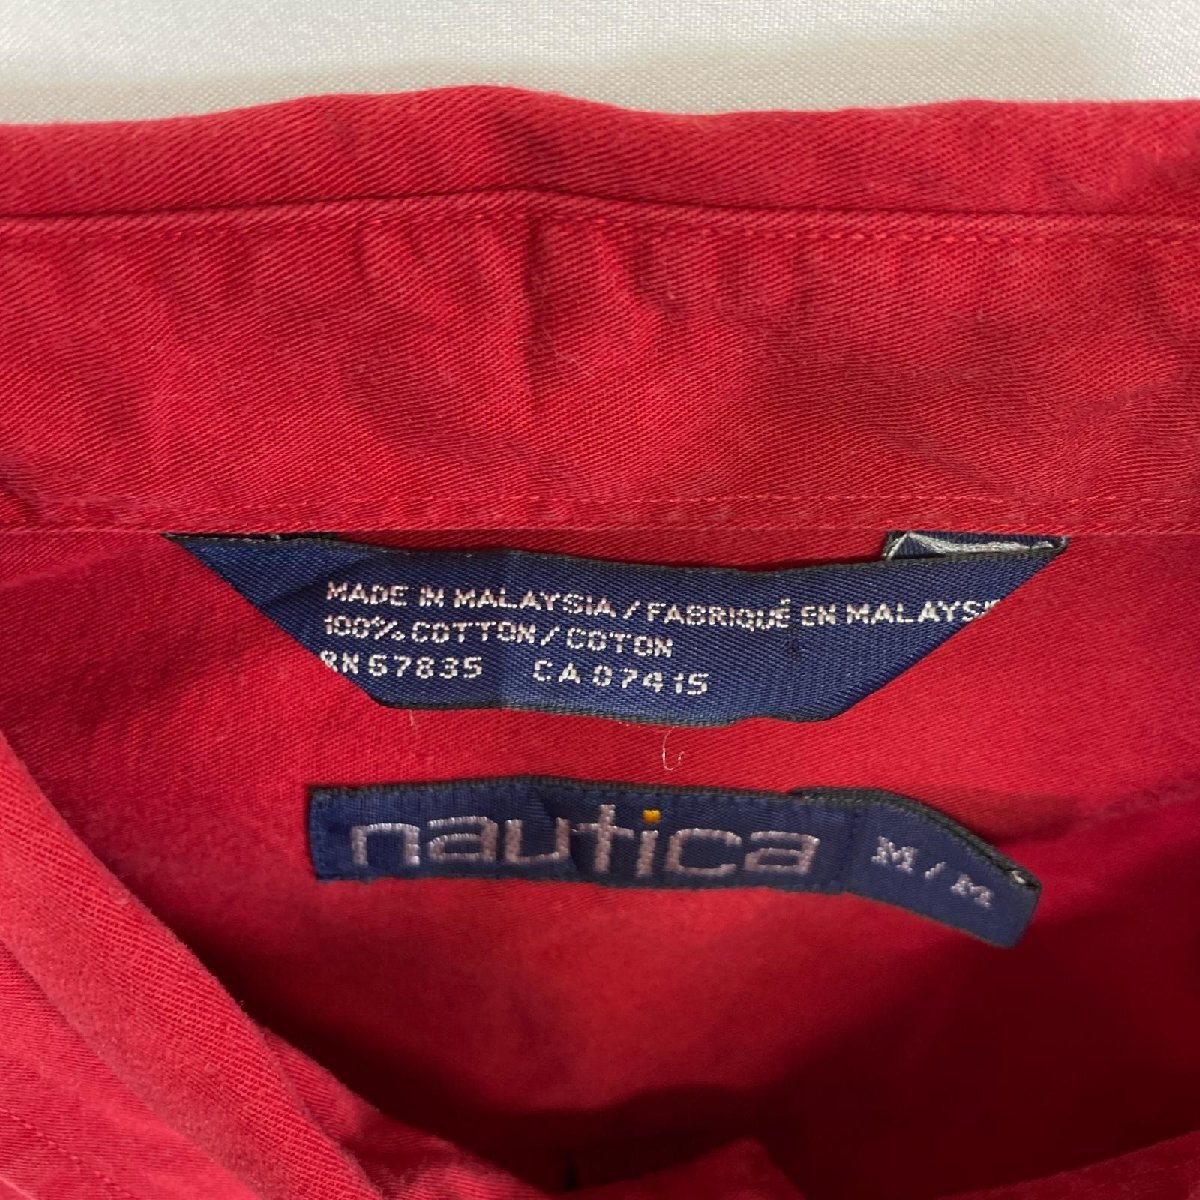 MADE IN MALAYSIA / FABRIQUÉ EN MALAYSI
100% COTTON / COTON
RN 57835 CA 07415
nautica M / M